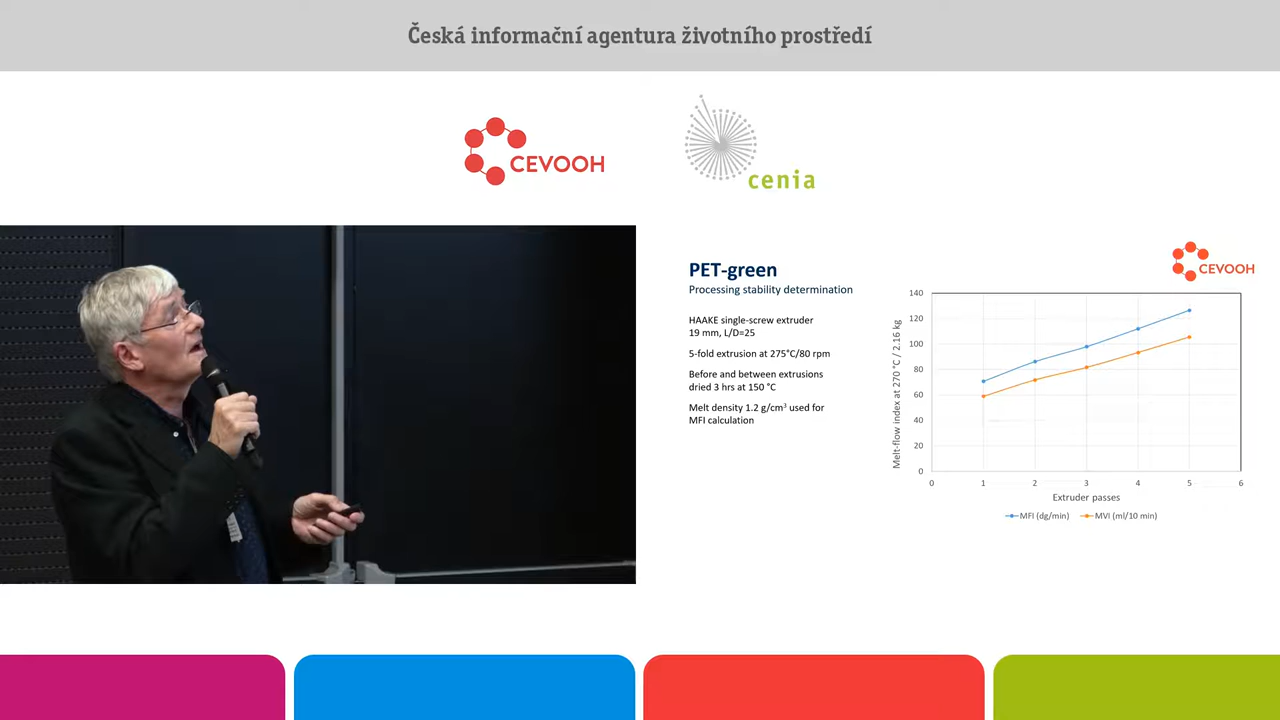 Česká informační agentura životního prostředí
CEVOOH
cenia
CEVOOH
PET-green
Processing stability determination
HAAKE single-screw extruder
19 mm, L/D=25
5-fold extrusion at 275°C/80 rpm
Before and between extrusions
dried 3 hrs at 150 °C
Melt density 1.2 g/cm³ used for
MFI calculation
Melt-flow index at 270 °C / 2.16 kg
140
120
100
80
60
40
20
0
0 1 2 3 4 5 6
Extruder passes
MFI (dg/min) MVI (ml/10 min)